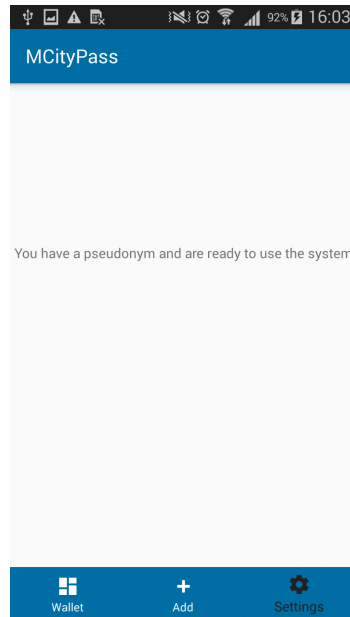 92% 16:03
MCityPass
You have a pseudonym and are ready to use the system
Wallet
Add
Settings